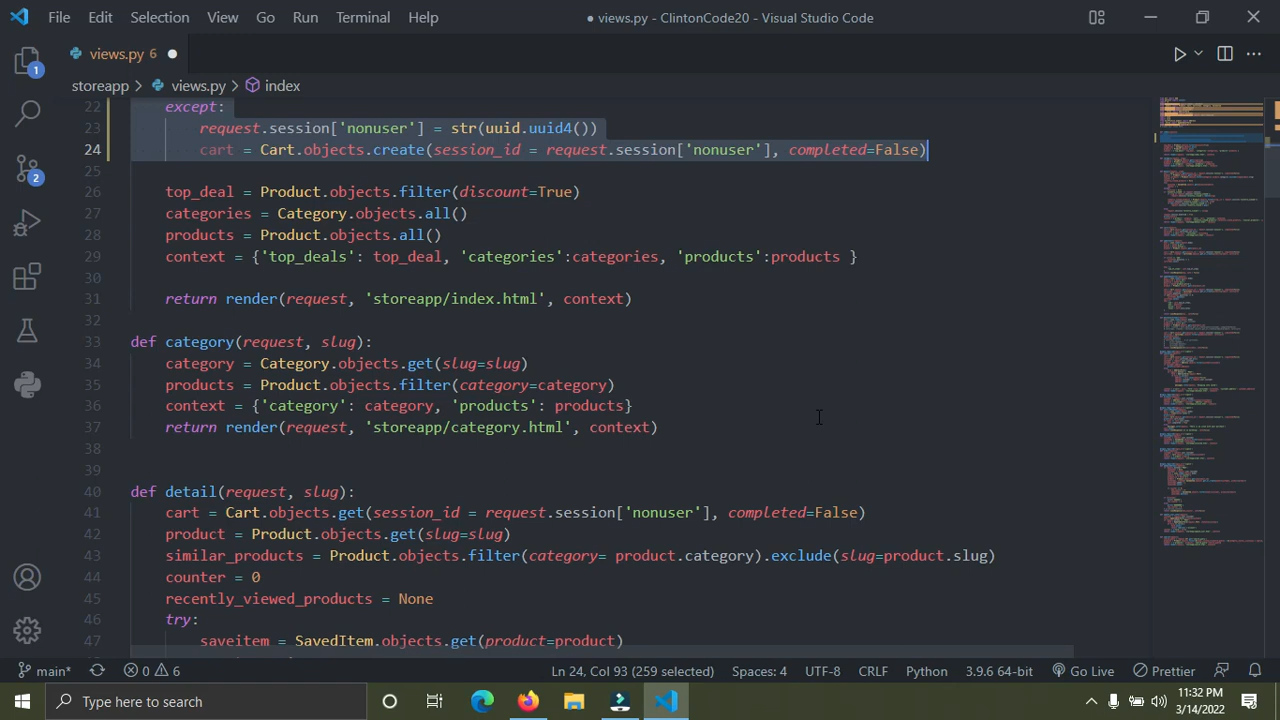 File Edit Selection View Go Run Terminal Help
● views.py - ClintonCode20 - Visual Studio Code
views.py 6 ●
storeapp > views.py > index
22 except:
23 request.session['nonuser'] = str(uuid.uuid4())
24 cart = Cart.objects.create(session_id = request.session['nonuser'], completed=False)
25
26 top_deal = Product.objects.filter(discount=True)
27 categories = Category.objects.all()
28 products = Product.objects.all()
29 context = {'top_deals': top_deal, 'categories':categories, 'products':products }
30
31 return render(request, 'storeapp/index.html', context)
32
33 def category(request, slug):
34 category = Category.objects.get(slug=slug)
35 products = Product.objects.filter(category=category)
36 context = {'category': category, 'products': products}
37 return render(request, 'storeapp/category.html', context)
38
39
40 def detail(request, slug):
41 cart = Cart.objects.get(session_id = request.session['nonuser'], completed=False)
42 product = Product.objects.get(slug=slug)
43 similar_products = Product.objects.filter(category= product.category).exclude(slug=product.slug)
44 counter = 0
45 recently_viewed_products = None
46 try:
47 saveitem = SavedItem.objects.get(product=product)
1
2
main* 0 6 Ln 24, Col 93 (259 selected) Spaces: 4 UTF-8 CRLF Python 3.9.6 64-bit Go Live Prettier
Type here to search
11:32 PM
3/14/2022